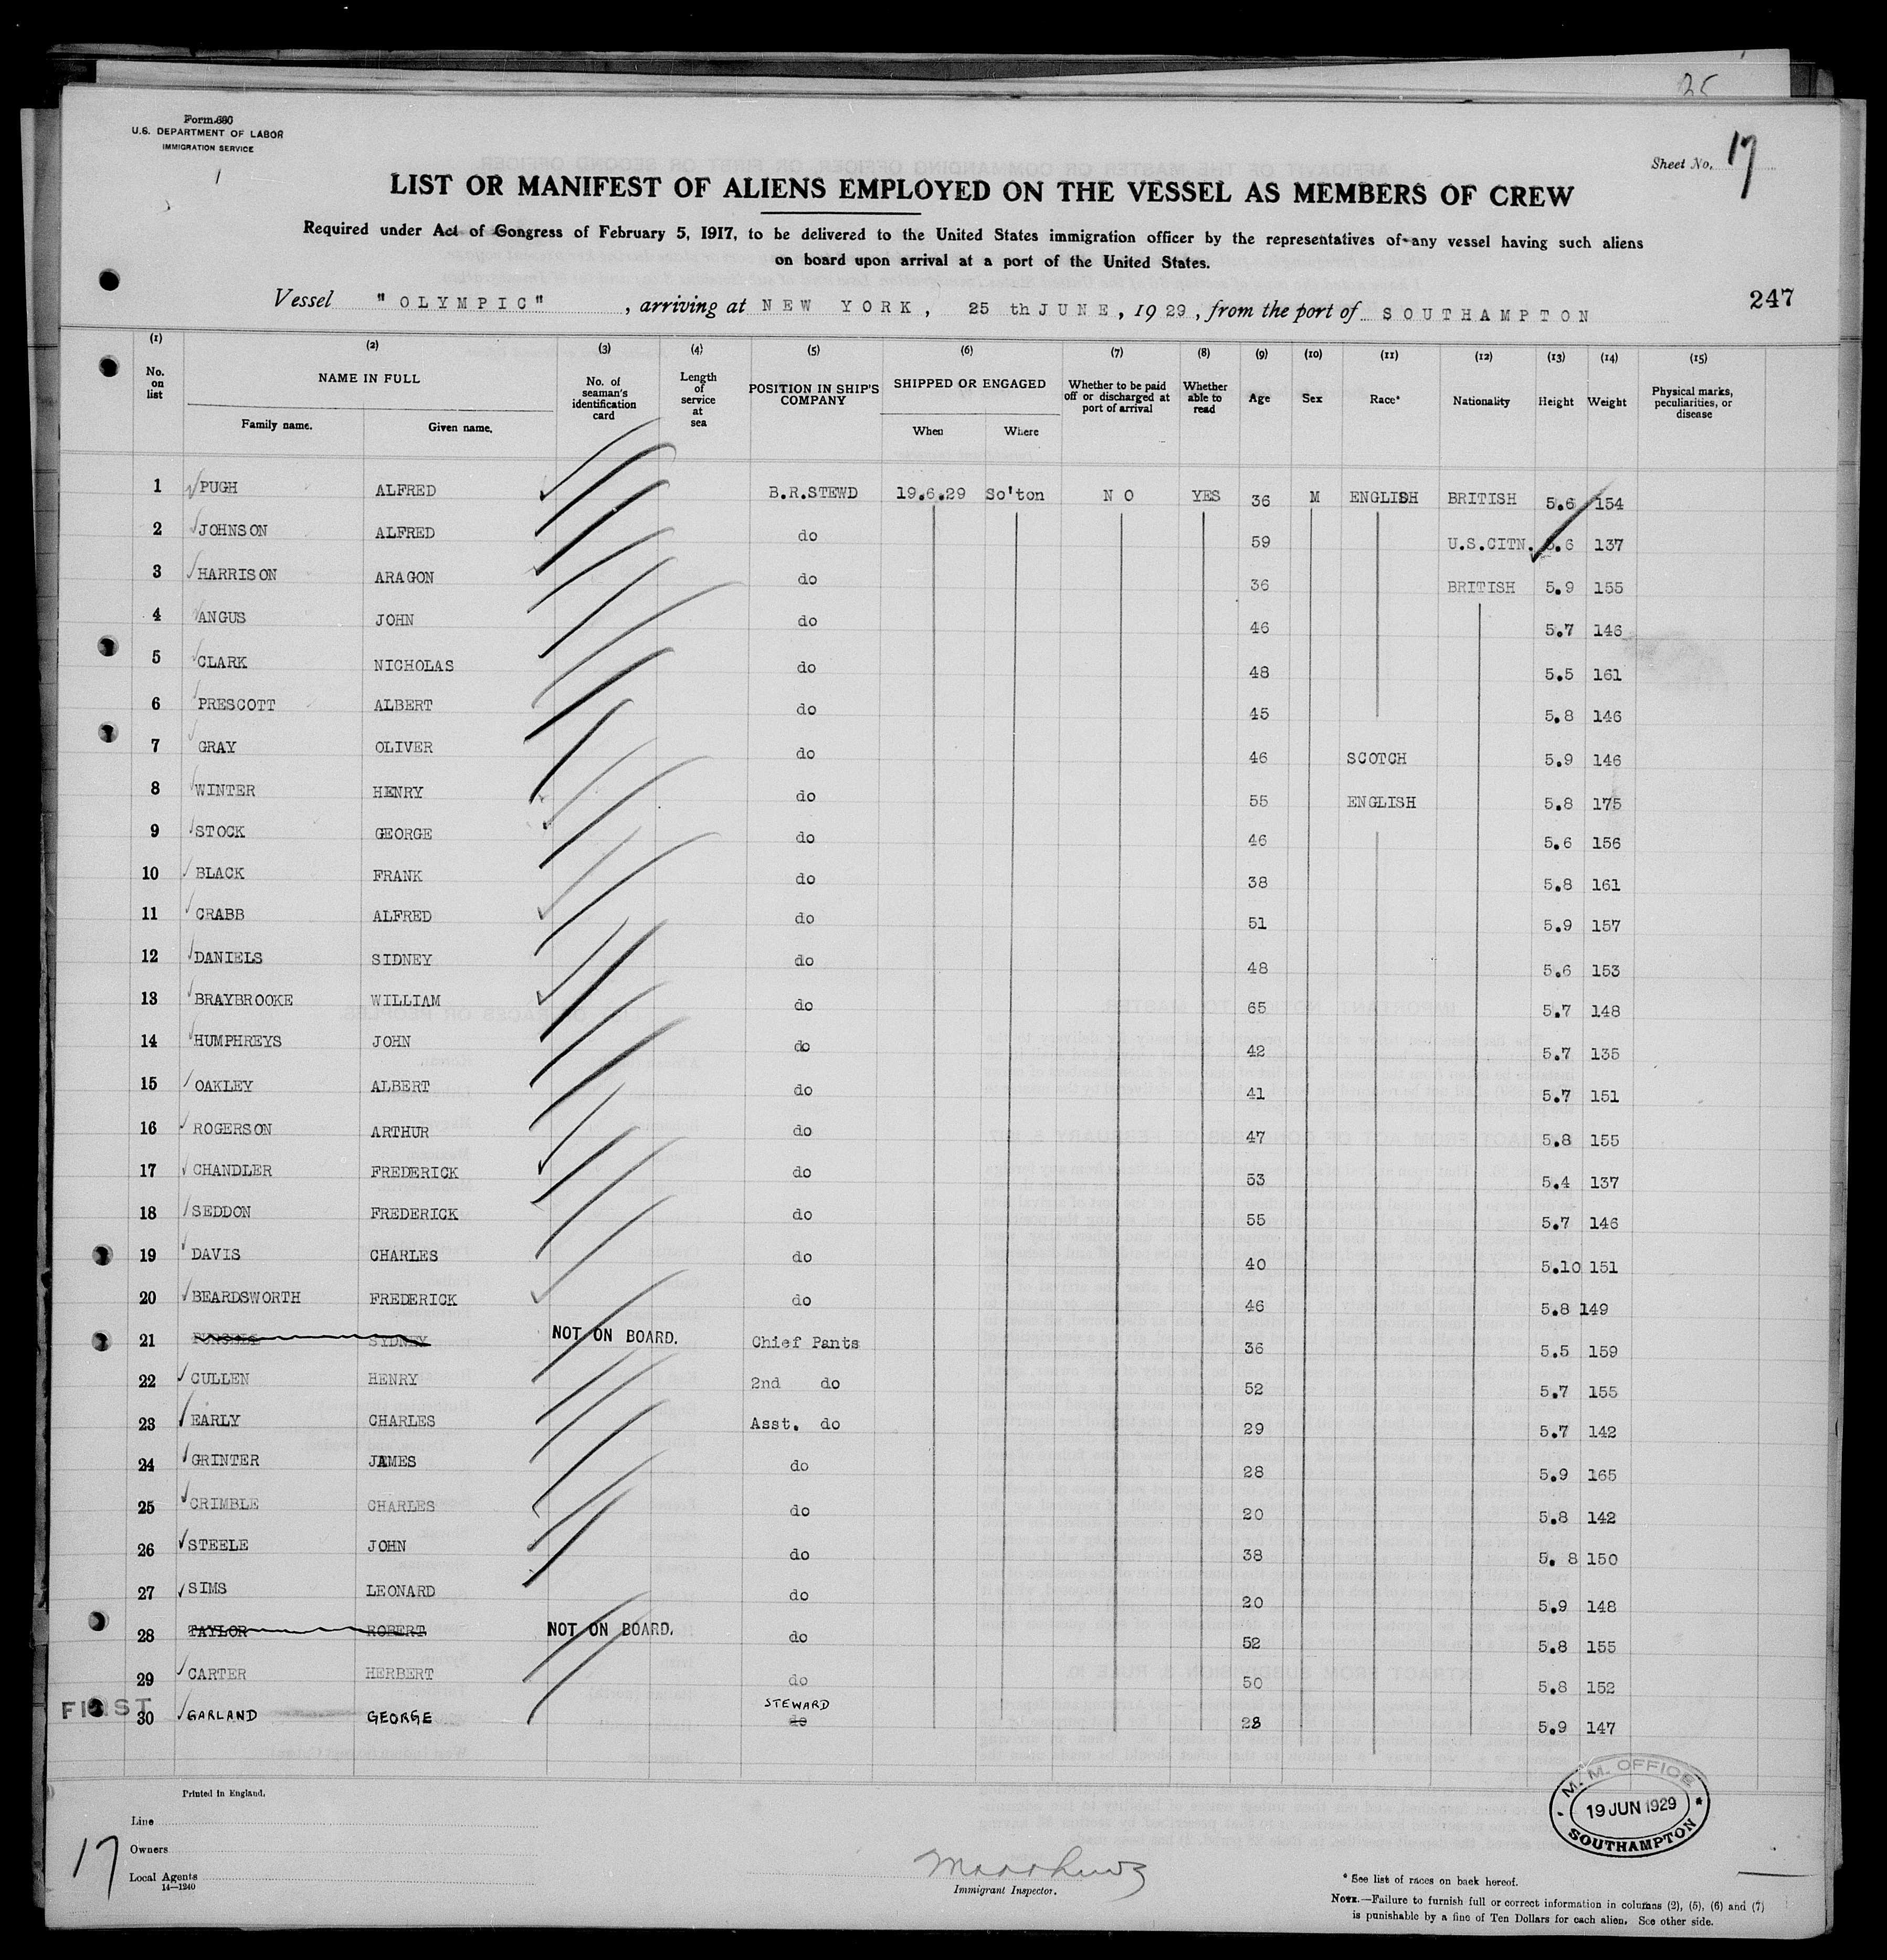 25
Form 680
U.S. DEPARTMENT OF LABOR
IMMIGRATION SERVICE
Sheet No. 17
LIST OR MANIFEST OF ALIENS EMPLOYED ON THE VESSEL AS MEMBERS OF CREW
Required under Act of Congress of February 5, 1917, to be delivered to the United States immigration officer by the representatives of any vessel having such aliens
on board upon arrival at a port of the United States.
Vessel "OLYMPIC", arriving at NEW YORK, 25 th JUNE, 1929, from the port of SOUTHAMPTON
247
(1) (2) (3) (4) (5) (6) (7) (8) (9) (10) (11) (12) (13) (14) (15)
No. on list NAME IN FULL No. of seaman's identification card Length of service at sea POSITION IN SHIP'S COMPANY SHIPPED OR ENGAGED Whether to be paid off or discharged at port of arrival Whether able to read Age Sex Race* Nationality Height Weight Physical marks, peculiarities, or disease
Family name. Given name. When Where
1 PUGH ALFRED B.R.STEWD 19.6.29 So'ton NO YES 36 M ENGLISH BRITISH 5.6 154
2 JOHNSON ALFRED do 59 U.S.CITN. 5.6 137
3 HARRISON ARAGON do 36 BRITISH 5.9 155
4 ANGUS JOHN do 46 5.7 146
5 CLARK NICHOLAS do 48 5.5 161
6 PRESCOTT ALBERT do 45 5.8 146
7 GRAY OLIVER do 46 SCOTCH 5.9 146
8 WINTER HENRY do 55 ENGLISH 5.8 175
9 STOCK GEORGE do 46 5.6 156
10 BLACK FRANK do 38 5.8 161
11 CRABB ALFRED do 51 5.9 157
12 DANIELS SIDNEY do 48 5.6 153
13 BRAYBROOKE WILLIAM do 65 5.7 148
14 HUMPHREYS JOHN do 42 5.7 135
15 OAKLEY ALBERT do 41 5.7 151
16 ROGERSON ARTHUR do 47 5.8 155
17 CHANDLER FREDERICK do 53 5.4 137
18 SEDDON FREDERICK do 55 5.7 146
19 DAVIS CHARLES do 40 5.10 151
20 BEARDSWORTH FREDERICK do 46 5.8 149
21 SYDNEY NOT ON BOARD. Chief Pants 36 5.5 159
22 CULLEN HENRY 2nd do 52 5.7 155
23 EARLY CHARLES Asst. do 29 5.7 142
24 GRINTER JAMES do 28 5.9 165
25 CRIMBLE CHARLES do 20 5.8 142
26 STEELE JOHN do 38 5. 8 150
27 SIMS LEONARD do 20 5.9 148
28 TAYLOR ROBERT NOT ON BOARD. do 52 5.8 155
29 CARTER HERBERT do 50 5.8 152
FIRST 30 GARLAND GEORGE STEWARD do 28 5.9 147
Printed in England.
Line
Owners
Local Agents
14—1240
17
Immigrant Inspector.
M. M. OFFICE
19 JUN 1929
SOUTHAMPTON
* See list of races on back hereof.
NOTE.—Failure to furnish full or correct information in columns (2), (5), (6) and (7)
is punishable by a fine of Ten Dollars for each alien. See other side.